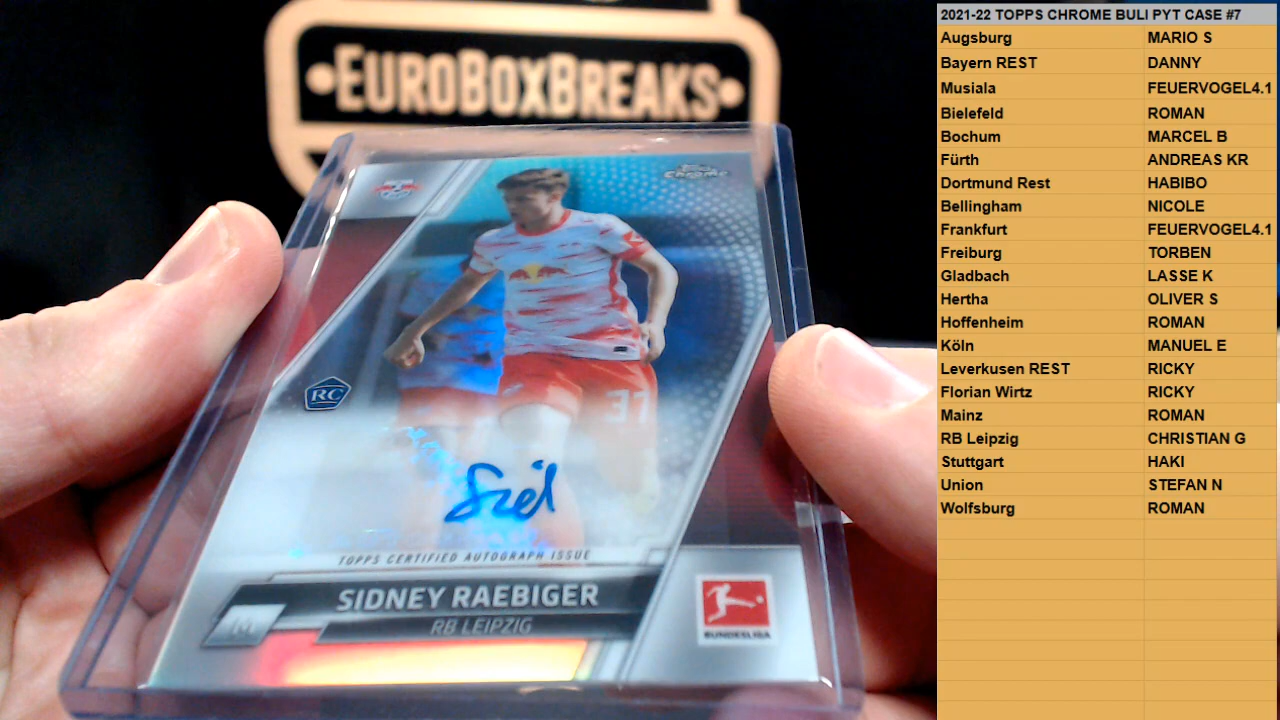 EUROBOXBREAKS
Topps
Chrome
RC
31
TOPPS CERTIFIED AUTOGRAPH ISSUE
SIDNEY RAEBIGER
M RB LEIPZIG
BUNDESLIGA
2021-22 TOPPS CHROME BULI PYT CASE #7
Augsburg MARIO S
Bayern REST DANNY
Musiala FEUERVOGEL4.1
Bielefeld ROMAN
Bochum MARCEL B
Fürth ANDREAS KR
Dortmund Rest HABIBO
Bellingham NICOLE
Frankfurt FEUERVOGEL4.1
Freiburg TORBEN
Gladbach LASSE K
Hertha OLIVER S
Hoffenheim ROMAN
Köln MANUEL E
Leverkusen REST RICKY
Florian Wirtz RICKY
Mainz ROMAN
RB Leipzig CHRISTIAN G
Stuttgart HAKI
Union STEFAN N
Wolfsburg ROMAN